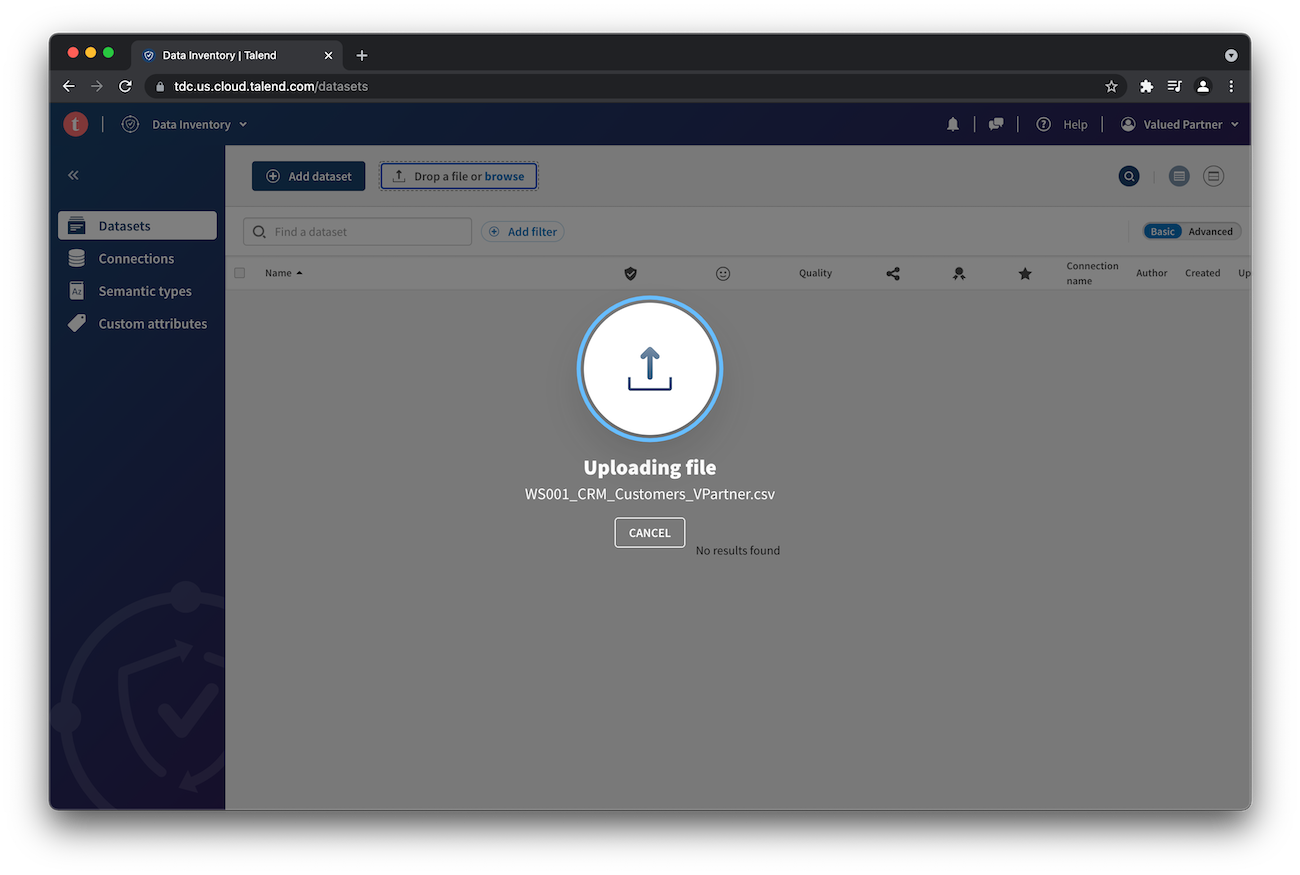 Data Inventory | Talend
tdc.us.cloud.talend.com/datasets
t
Data Inventory
Help
Valued Partner
Add dataset
Drop a file or browse
Datasets
Connections
Semantic types
Custom attributes
Find a dataset
Add filter
Basic
Advanced
Name
Quality
Connection
name
Author
Created
Up
Az
Uploading file
WS001_CRM_Customers_VPartner.csv
CANCEL
No results found